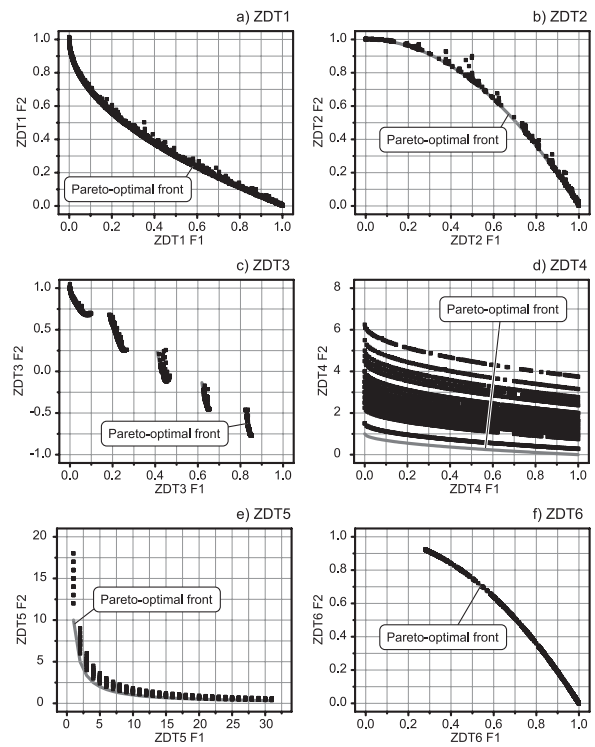 a) ZDT1
1.0
0.8
0.6
0.4
0.2
0.0
ZDT1 F2
Pareto-optimal front
0.0 0.2 0.4 0.6 0.8 1.0
ZDT1 F1
b) ZDT2
1.0
0.8
0.6
0.4
0.2
0.0
ZDT2 F2
Pareto-optimal front
0.0 0.2 0.4 0.6 0.8 1.0
ZDT2 F1
c) ZDT3
1.0
0.5
0.0
-0.5
-1.0
ZDT3 F2
Pareto-optimal front
0.0 0.2 0.4 0.6 0.8 1.0
ZDT3 F1
d) ZDT4
8
6
4
2
0
ZDT4 F2
Pareto-optimal front
0.0 0.2 0.4 0.6 0.8 1.0
ZDT4 F1
e) ZDT5
20
15
10
5
0
ZDT5 F2
Pareto-optimal front
0 5 10 15 20 25 30
ZDT5 F1
f) ZDT6
1.0
0.8
0.6
0.4
0.2
0.0
ZDT6 F2
Pareto-optimal front
0.0 0.2 0.4 0.6 0.8 1.0
ZDT6 F1